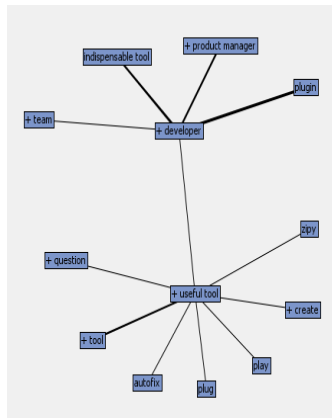 + product manager
indispensable tool
plugin
+ team
+ developer
zipy
+ question
+ useful tool
+ create
+ tool
play
autofix
plug